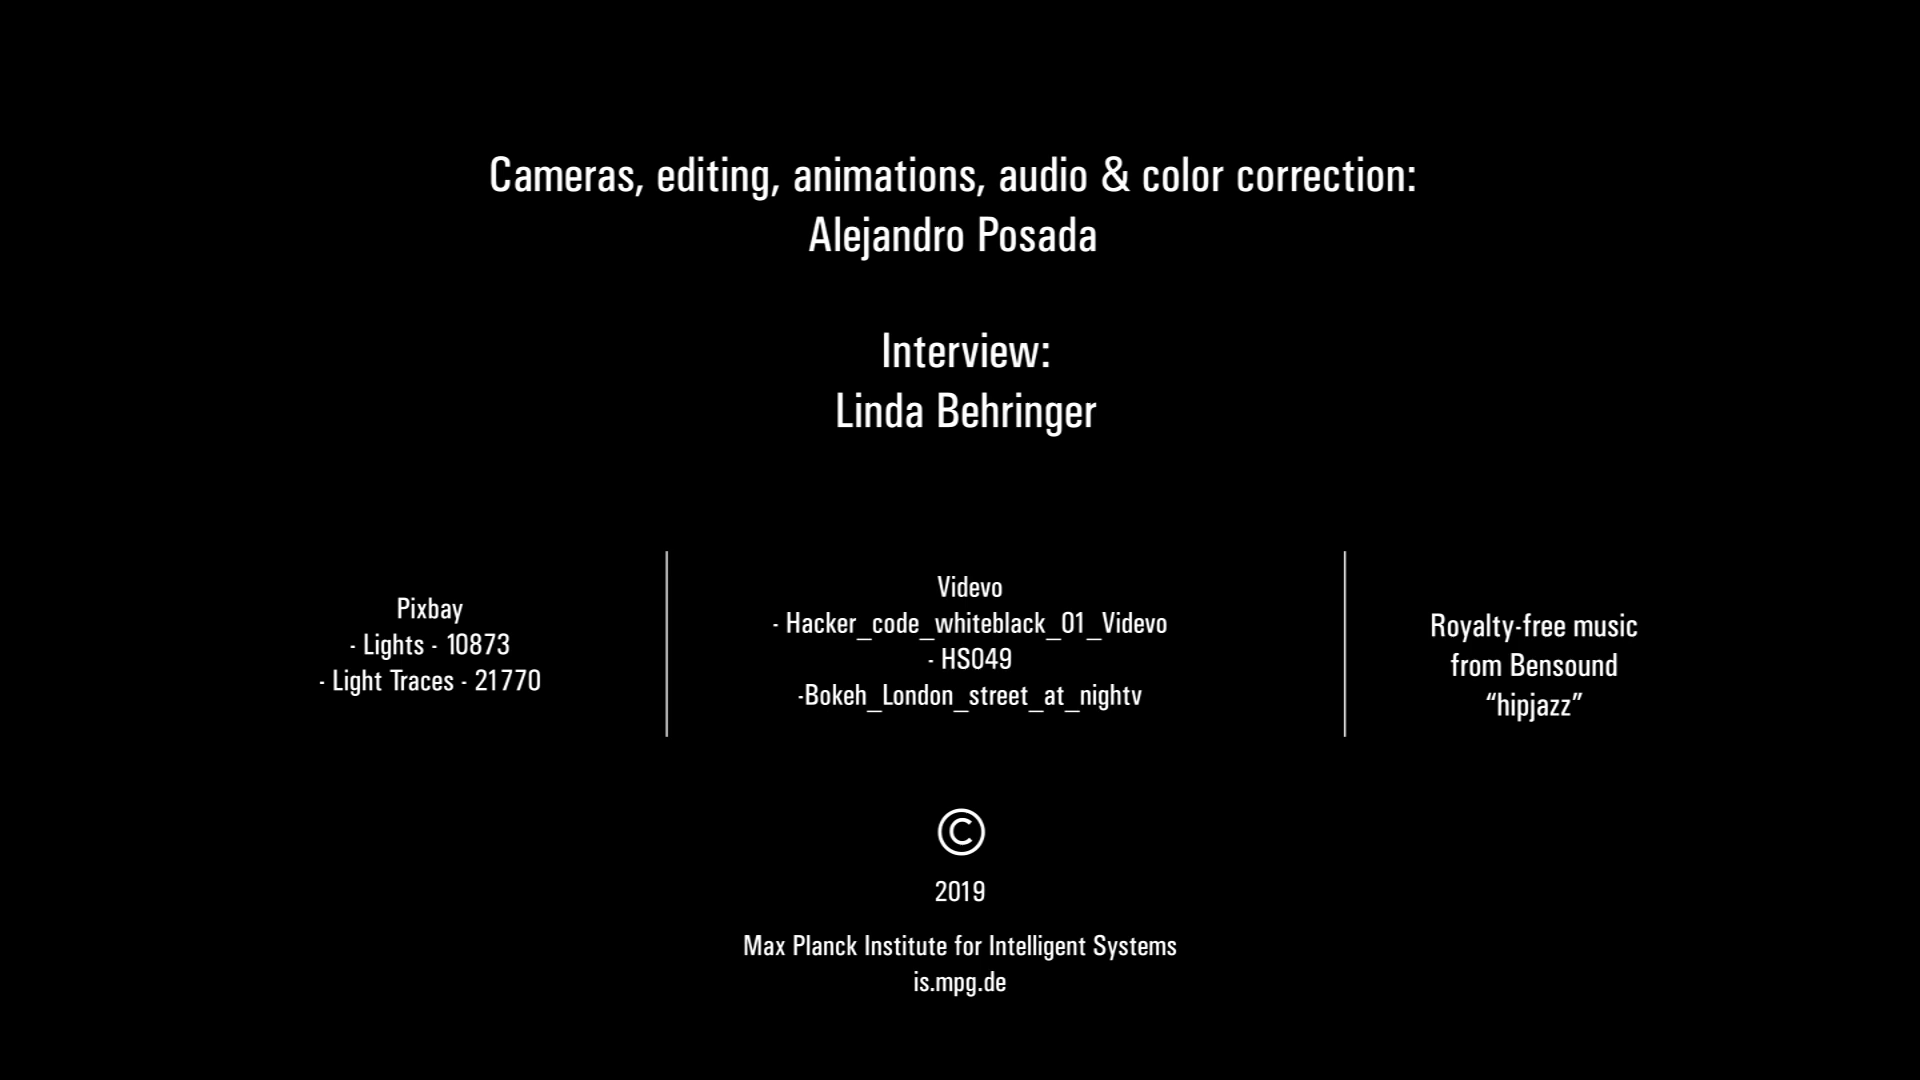 Cameras, editing, animations, audio & color correction:
Alejandro Posada
Interview:
Linda Behringer
Pixbay
- Lights - 10873
- Light Traces - 21770
Videvo
- Hacker_code_whiteblack_01_Videvo
- HS049
-Bokeh_London_street_at_nightv
Royalty-free music
from Bensound
“hipjazz”
©
2019
Max Planck Institute for Intelligent Systems
is.mpg.de